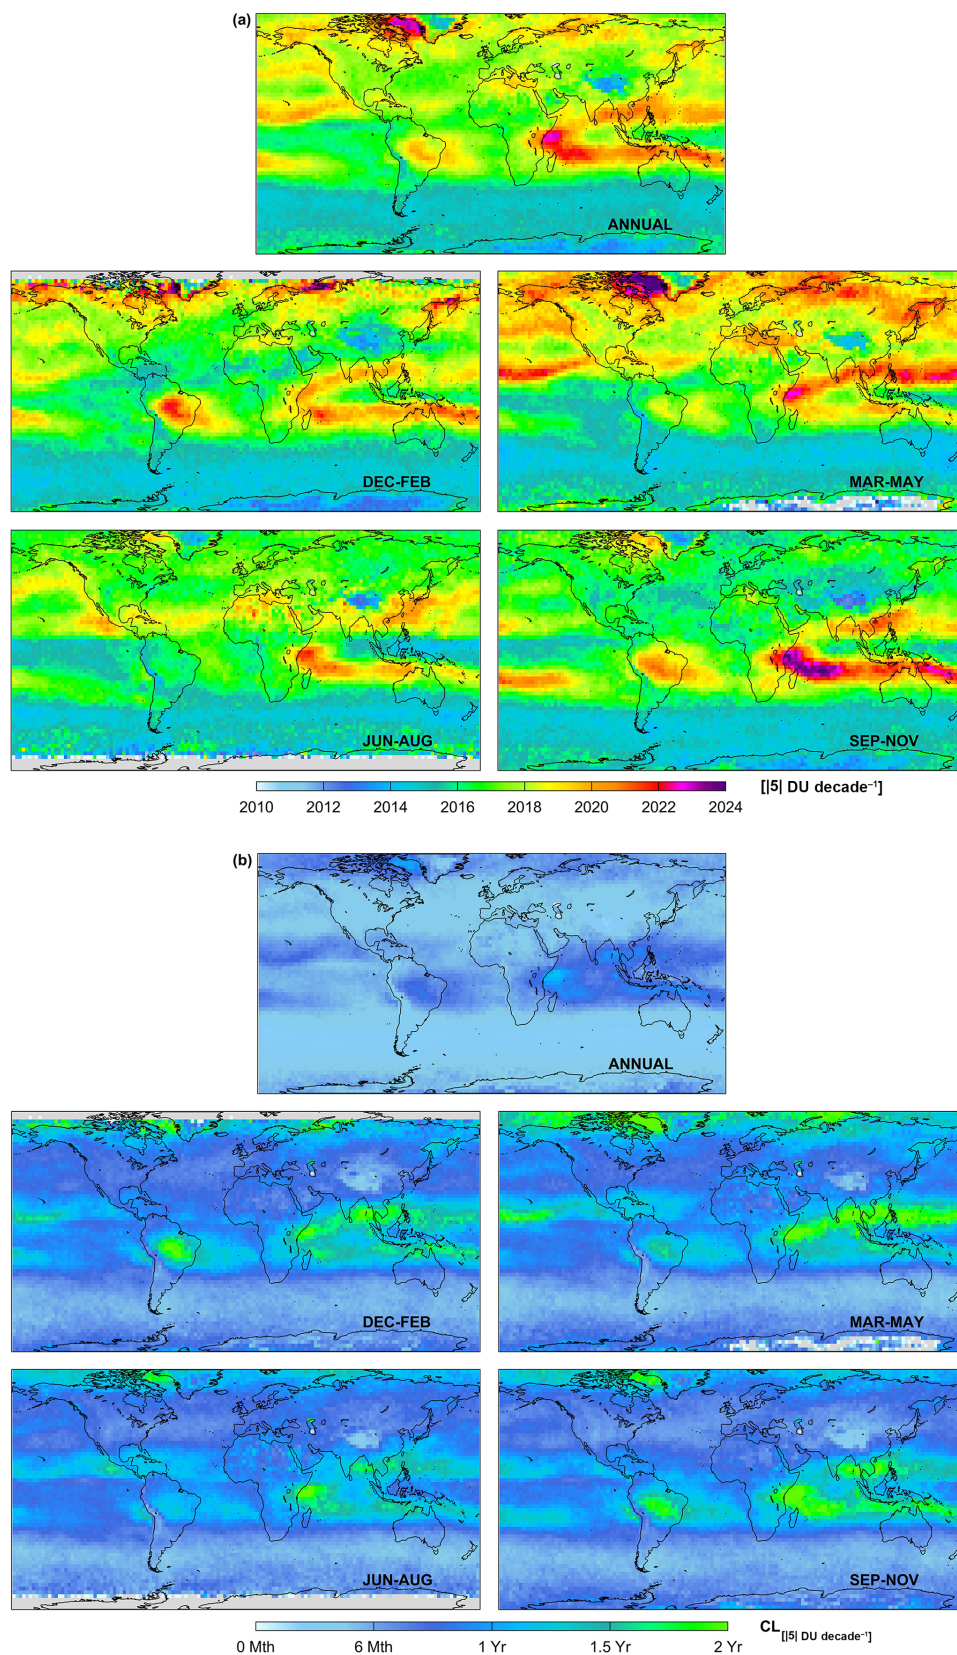 (a)
ANNUAL
DEC-FEB
MAR-MAY
JUN-AUG
SEP-NOV
2010 2012 2014 2016 2018 2020 2022 2024
[|5| DU decade⁻¹]
(b)
ANNUAL
DEC-FEB
MAR-MAY
JUN-AUG
SEP-NOV
0 Mth 6 Mth 1 Yr 1.5 Yr 2 Yr
CL[|5| DU decade⁻¹]